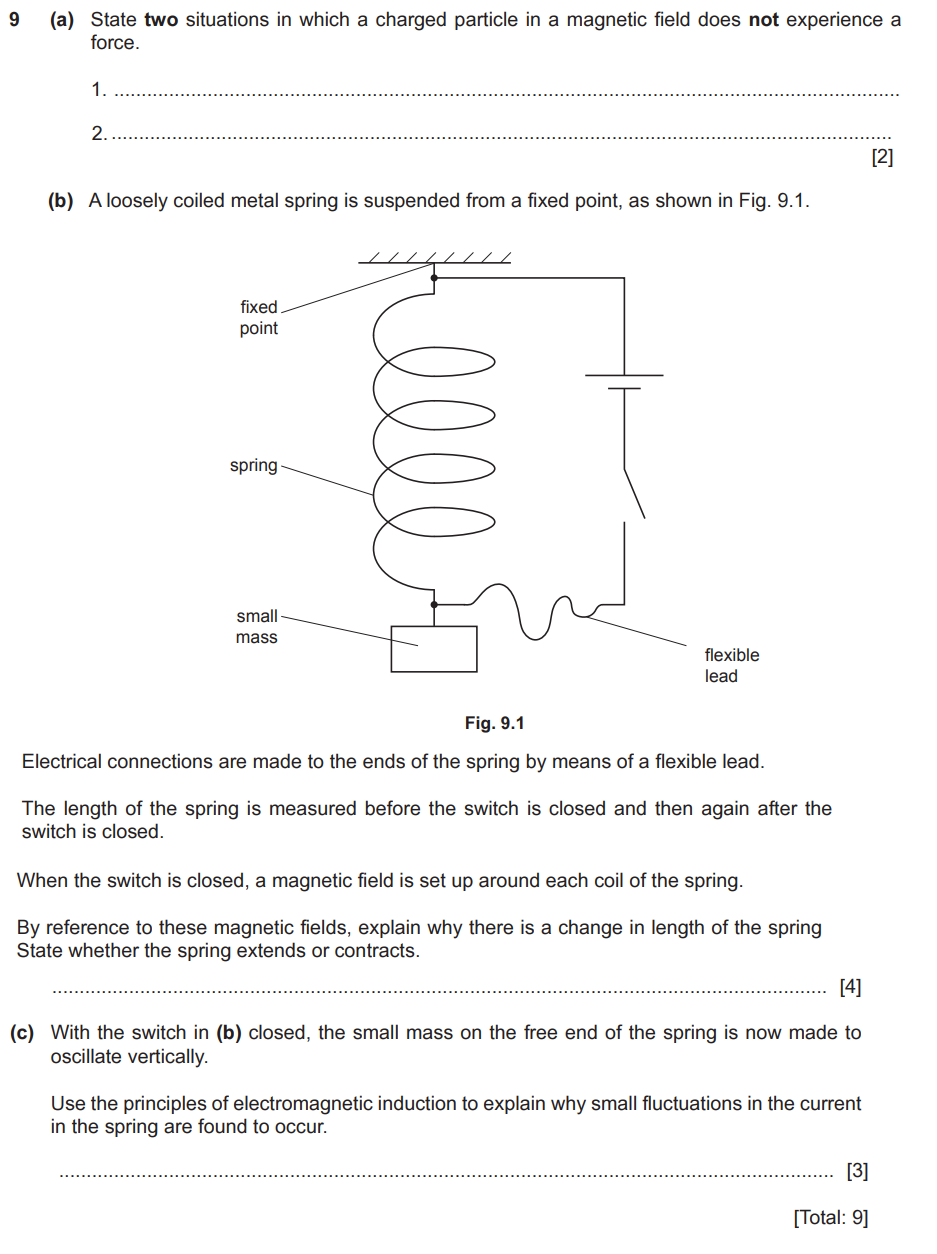 9 (a) State two situations in which a charged particle in a magnetic field does not experience a
force.
1. ....................................................................................................
2. ....................................................................................................
[2]
(b) A loosely coiled metal spring is suspended from a fixed point, as shown in Fig. 9.1.
fixed
point
spring
small
mass
flexible
lead
Fig. 9.1
Electrical connections are made to the ends of the spring by means of a flexible lead.
The length of the spring is measured before the switch is closed and then again after the
switch is closed.
When the switch is closed, a magnetic field is set up around each coil of the spring.
By reference to these magnetic fields, explain why there is a change in length of the spring
State whether the spring extends or contracts.
.................................................................................................... [4]
(c) With the switch in (b) closed, the small mass on the free end of the spring is now made to
oscillate vertically.
Use the principles of electromagnetic induction to explain why small fluctuations in the current
in the spring are found to occur.
.................................................................................................... [3]
[Total: 9]